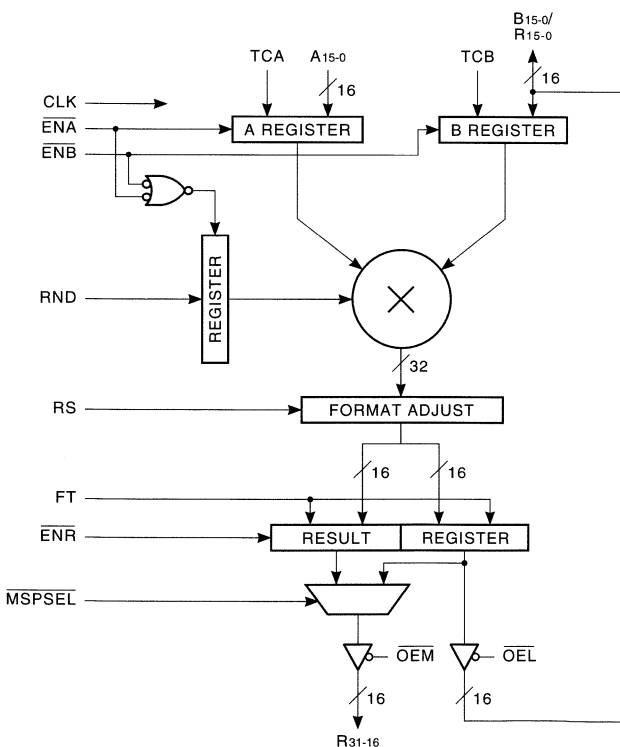 B15-0/
R15-0
TCA
A15-0
TCB
16
16
CLK
ENA
A REGISTER
B REGISTER
ENB
REGISTER
RND
32
RS
FORMAT ADJUST
16
16
FT
ENR
RESULT
REGISTER
MSPSEL
OEM
OEL
16
16
R31-16